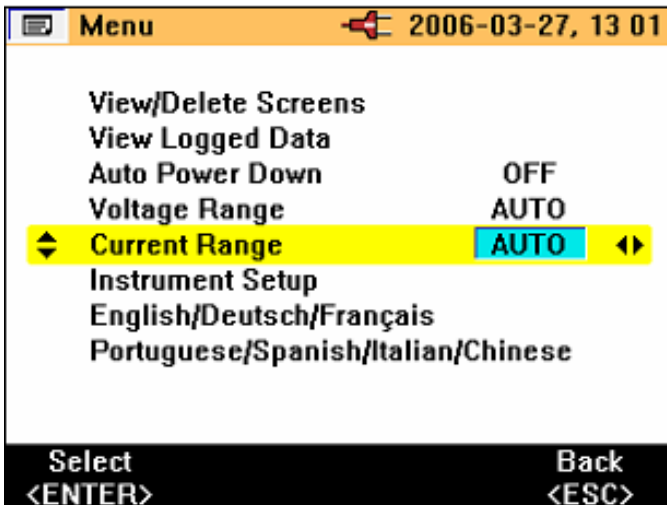 Menu 2006-03-27, 13 01
View/Delete Screens
View Logged Data
Auto Power Down OFF
Voltage Range AUTO
Current Range AUTO
Instrument Setup
English/Deutsch/Français
Portuguese/Spanish/Italian/Chinese
Select Back
<ENTER> <ESC>